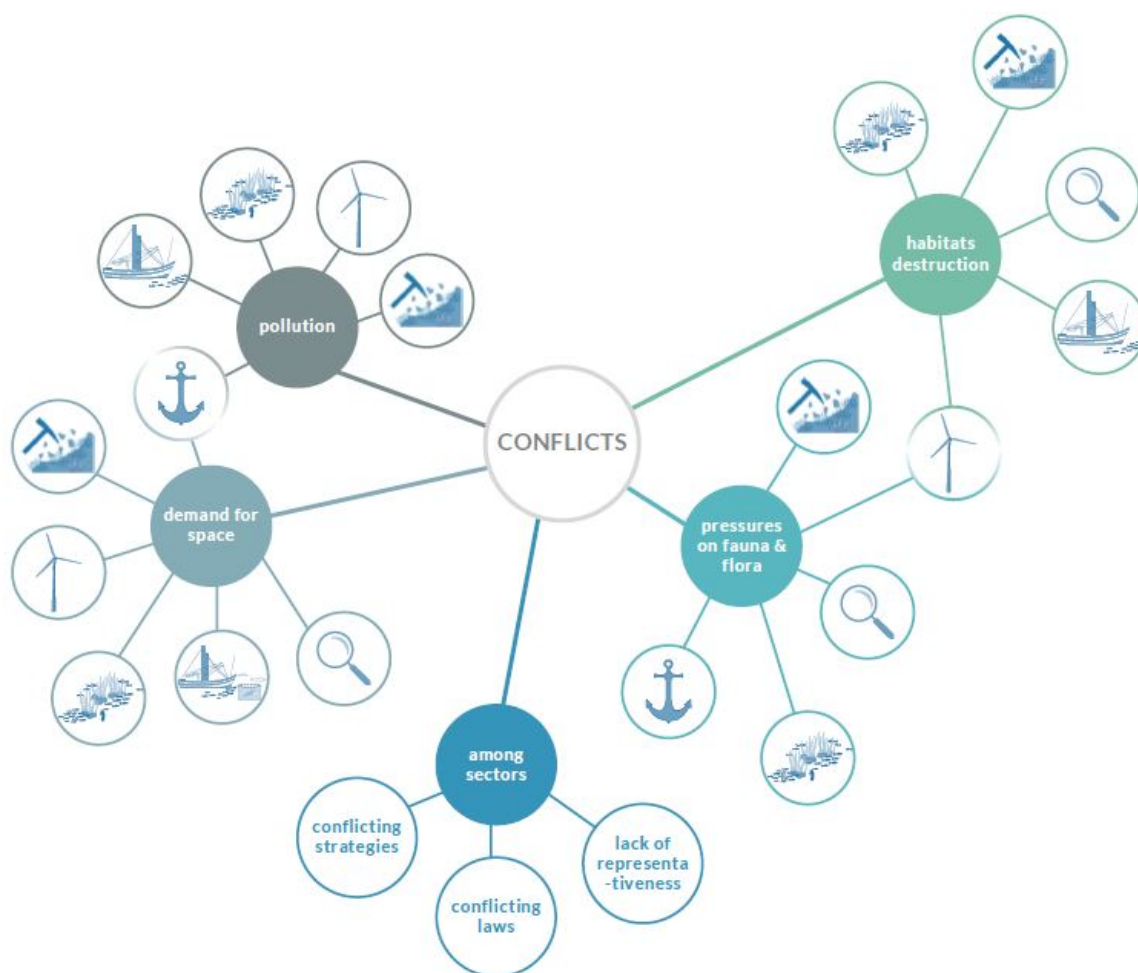 habitats
destruction
pollution
CONFLICTS
demand for
space
pressures
on fauna &
flora
among
sectors
conflicting
strategies
lack of
representa
-tiveness
conflicting
laws